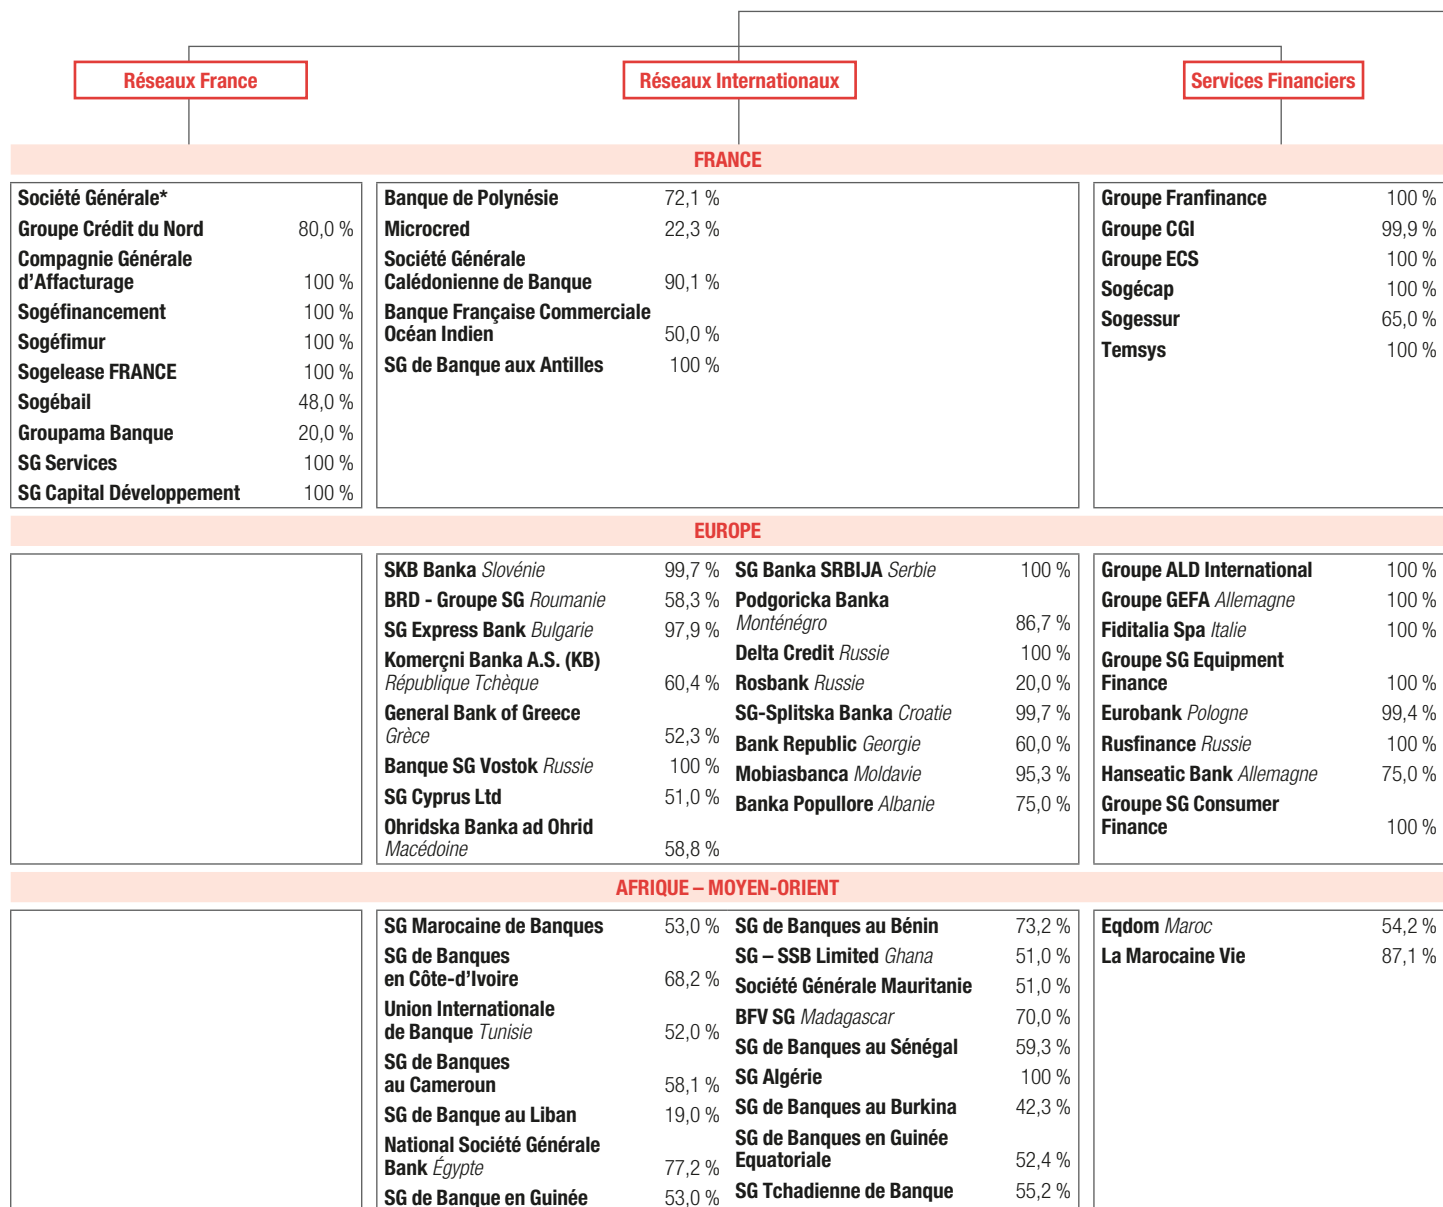 Réseaux France
Réseaux Internationaux
Services Financiers
FRANCE
Société Générale*
Groupe Crédit du Nord 80,0 %
Compagnie Générale
d’Affacturage 100 %
Sogéfinancement 100 %
Sogéfimur 100 %
Sogelease FRANCE 100 %
Sogébail 48,0 %
Groupama Banque 20,0 %
SG Services 100 %
SG Capital Développement 100 %
Banque de Polynésie 72,1 %
Microcred 22,3 %
Société Générale
Calédonienne de Banque 90,1 %
Banque Française Commerciale
Océan Indien 50,0 %
SG de Banque aux Antilles 100 %
Groupe Franfinance 100 %
Groupe CGI 99,9 %
Groupe ECS 100 %
Sogécap 100 %
Sogessur 65,0 %
Temsys 100 %
EUROPE
SKB Banka Slovénie 99,7 %
BRD - Groupe SG Roumanie 58,3 %
SG Express Bank Bulgarie 97,9 %
Komerçni Banka A.S. (KB)
République Tchèque 60,4 %
General Bank of Greece
Grèce 52,3 %
Banque SG Vostok Russie 100 %
SG Cyprus Ltd 51,0 %
Ohridska Banka ad Ohrid
Macédoine 58,8 %
SG Banka SRBIJA Serbie 100 %
Podgoricka Banka
Monténégro 86,7 %
Delta Credit Russie 100 %
Rosbank Russie 20,0 %
SG-Splitska Banka Croatie 99,7 %
Bank Republic Georgie 60,0 %
Mobiasbanca Moldavie 95,3 %
Banka Popullore Albanie 75,0 %
Groupe ALD International 100 %
Groupe GEFA Allemagne 100 %
Fiditalia Spa Italie 100 %
Groupe SG Equipment
Finance 100 %
Eurobank Pologne 99,4 %
Rusfinance Russie 100 %
Hanseatic Bank Allemagne 75,0 %
Groupe SG Consumer
Finance 100 %
AFRIQUE – MOYEN-ORIENT
SG Marocaine de Banques 53,0 %
SG de Banques
en Côte-d’Ivoire 68,2 %
Union Internationale
de Banque Tunisie 52,0 %
SG de Banques
au Cameroun 58,1 %
SG de Banque au Liban 19,0 %
National Société Générale
Bank Égypte 77,2 %
SG de Banque en Guinée 53,0 %
SG de Banques au Bénin 73,2 %
SG – SSB Limited Ghana 51,0 %
Société Générale Mauritanie 51,0 %
BFV SG Madagascar 70,0 %
SG de Banques au Sénégal 59,3 %
SG Algérie 100 %
SG de Banques au Burkina 42,3 %
SG de Banques en Guinée
Equatoriale 52,4 %
SG Tchadienne de Banque 55,2 %
Eqdom Maroc 54,2 %
La Marocaine Vie 87,1 %